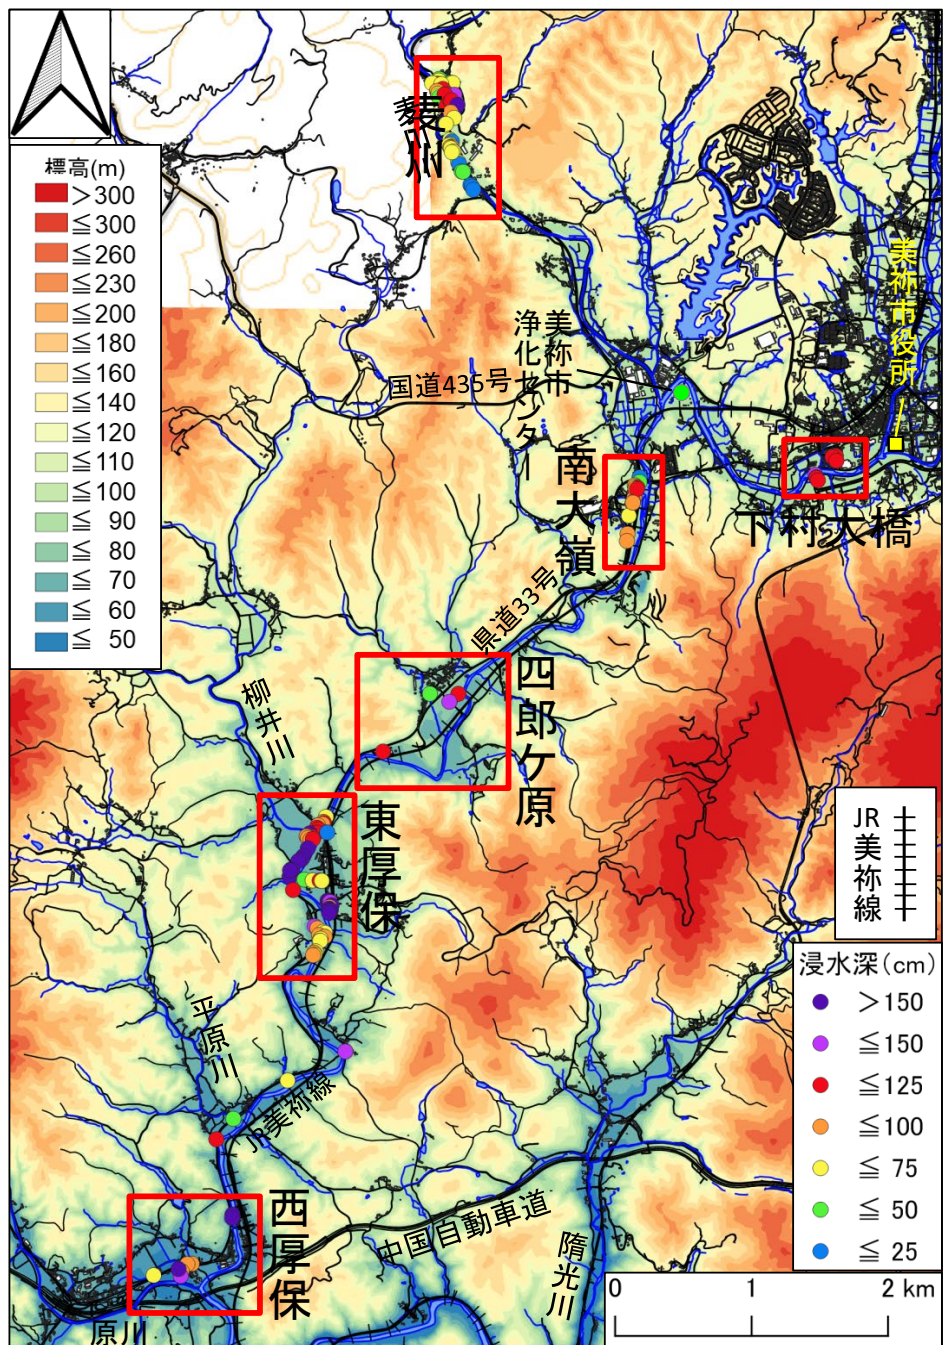 標高(m)
＞300
≦300
≦260
≦230
≦200
≦180
≦160
≦140
≦120
≦110
≦100
≦ 90
≦ 80
≦ 70
≦ 60
≦ 50
麦川
美祢市役所
美祢市
浄化センター
国道435号
南大嶺
下村大橋
県道33号
四郎ケ原
柳井川
東厚保
JR
美
祢
線
平原川
JR美祢線
浸水深(cm)
＞150
≦150
≦125
≦100
≦ 75
≦ 50
≦ 25
西厚保
中国自動車道
隋光川
原川
0 1 2 km